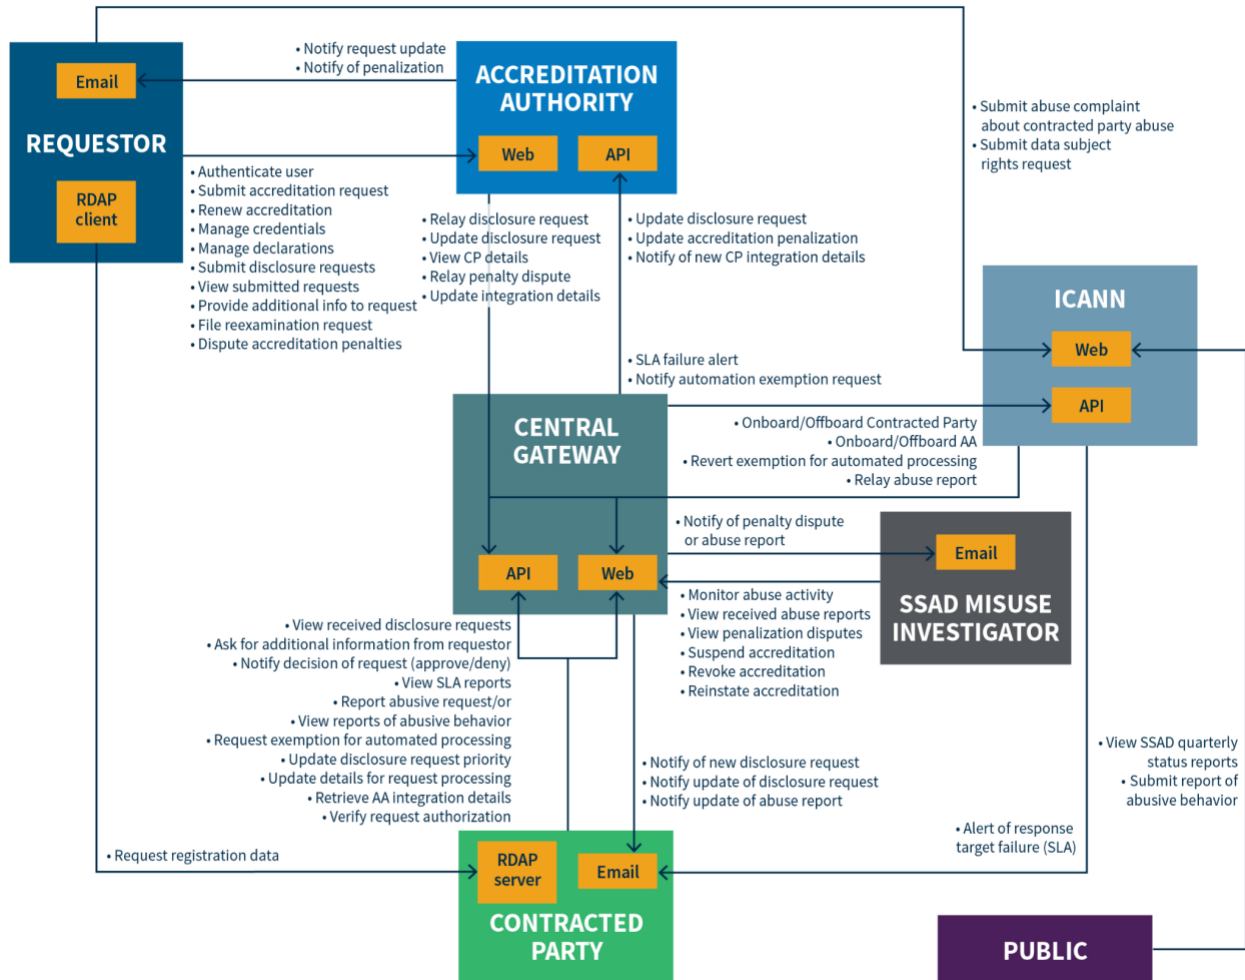 • Notify request update
• Notify of penalization
Email
REQUESTOR
RDAP
client
ACCREDITATION
AUTHORITY
Web
API
• Submit abuse complaint
about contracted party abuse
• Submit data subject
rights request
• Authenticate user
• Submit accreditation request
• Renew accreditation
• Manage credentials
• Manage declarations
• Submit disclosure requests
• View submitted requests
• Provide additional info to request
• File reexamination request
• Dispute accreditation penalties
• Relay disclosure request
• Update disclosure request
• View CP details
• Relay penalty dispute
• Update integration details
• Update disclosure request
• Update accreditation penalization
• Notify of new CP integration details
ICANN
Web
API
• SLA failure alert
• Notify automation exemption request
CENTRAL
GATEWAY
API
Web
• Onboard/Offboard Contracted Party
• Onboard/Offboard AA
• Revert exemption for automated processing
• Relay abuse report
• Notify of penalty dispute
or abuse report
Email
SSAD MISUSE
INVESTIGATOR
• Monitor abuse activity
• View received abuse reports
• View penalization disputes
• Suspend accreditation
• Revoke accreditation
• Reinstate accreditation
• View received disclosure requests
• Ask for additional information from requestor
• Notify decision of request (approve/deny)
• View SLA reports
• Report abusive request/or
• View reports of abusive behavior
• Request exemption for automated processing
• Update disclosure request priority
• Update details for request processing
• Retrieve AA integration details
• Verify request authorization
• Notify of new disclosure request
• Notify update of disclosure request
• Notify update of abuse report
• View SSAD quarterly
status reports
• Submit report of
abusive behavior
• Alert of response
target failure (SLA)
• Request registration data
RDAP
server
Email
CONTRACTED
PARTY
PUBLIC